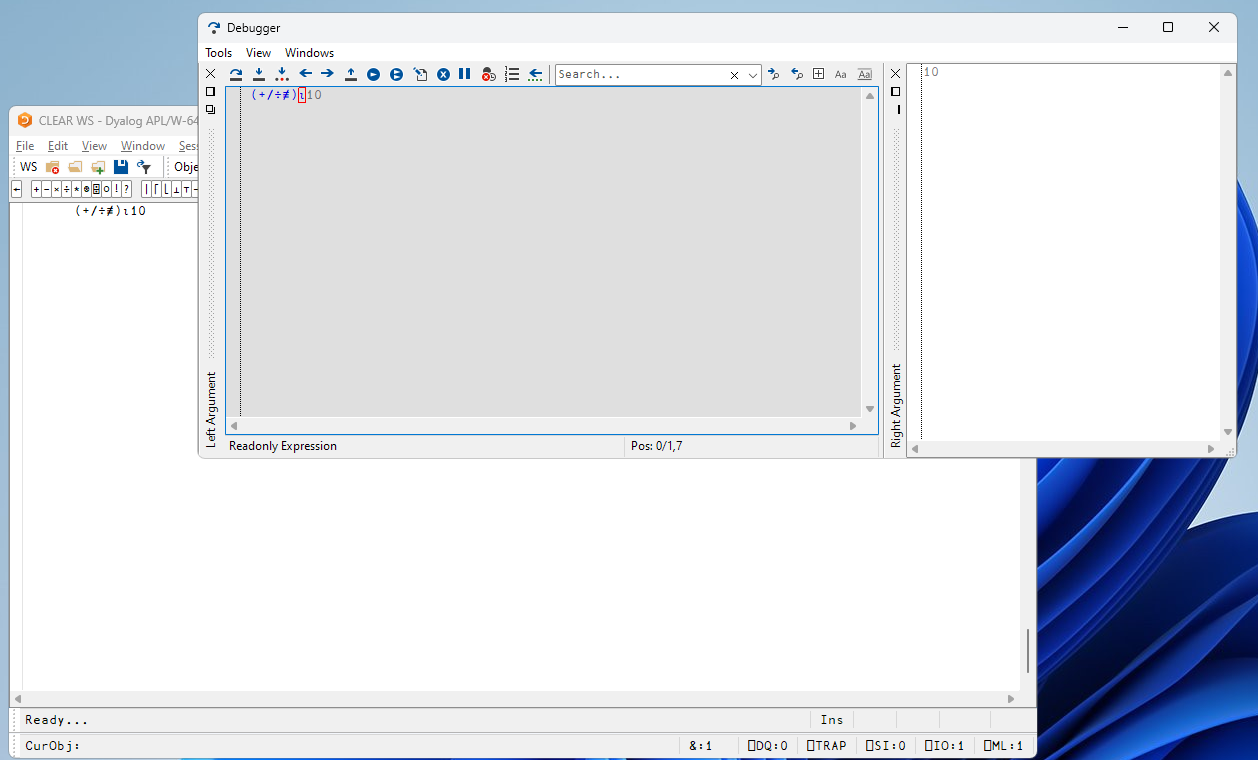 Debugger
Tools View Windows
Search...
Aa Aa
(+/÷≢)⍳10
10
Left Argument
Right Argument
Readonly Expression Pos: 0/1,7
CLEAR WS - Dyalog APL/W-64
File Edit View Window Sess
WS Obje
← + - × ÷ * ⍟ ⌹ ○ ! ? | ⌈ ⌊ ⊥ ⊤
(+/÷≢)⍳10
Ready... Ins
CurObj: &:1 ⎕DQ:0 ⎕TRAP ⎕SI:0 ⎕IO:1 ⎕ML:1